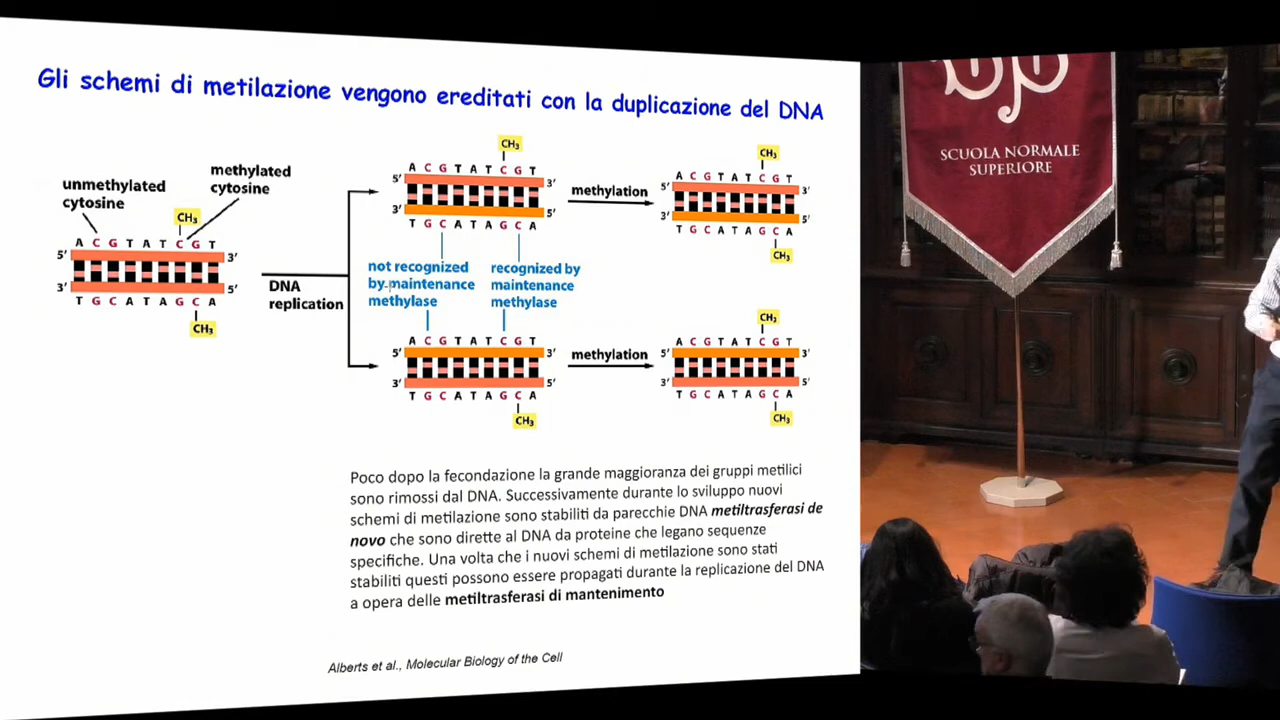 Gli schemi di metilazione vengono ereditati con la duplicazione del DNA
unmethylated
cytosine
methylated
cytosine
CH₃
A C G T A T C G T
5' 3'
3' 5'
T G C A T A G C A
CH₃
DNA
replication
CH₃
A C G T A T C G T
5' 3'
3' 5'
T G C A T A G C A
not recognized
by maintenance
methylase
recognized by
maintenance
methylase
A C G T A T C G T
5' 3'
3' 5'
T G C A T A G C A
CH₃
methylation
CH₃
A C G T A T C G T
5' 3'
3' 5'
T G C A T A G C A
CH₃
methylation
CH₃
A C G T A T C G T
5' 3'
3' 5'
T G C A T A G C A
CH₃
Poco dopo la fecondazione la grande maggioranza dei gruppi metilici
sono rimossi dal DNA. Successivamente durante lo sviluppo nuovi
schemi di metilazione sono stabiliti da parecchie DNA metiltrasferasi de
novo che sono dirette al DNA da proteine che legano sequenze
specifiche. Una volta che i nuovi schemi di metilazione sono stati
stabiliti questi possono essere propagati durante la replicazione del DNA
a opera delle metiltrasferasi di mantenimento
Alberts et al., Molecular Biology of the Cell
SCUOLA NORMALE
SUPERIORE